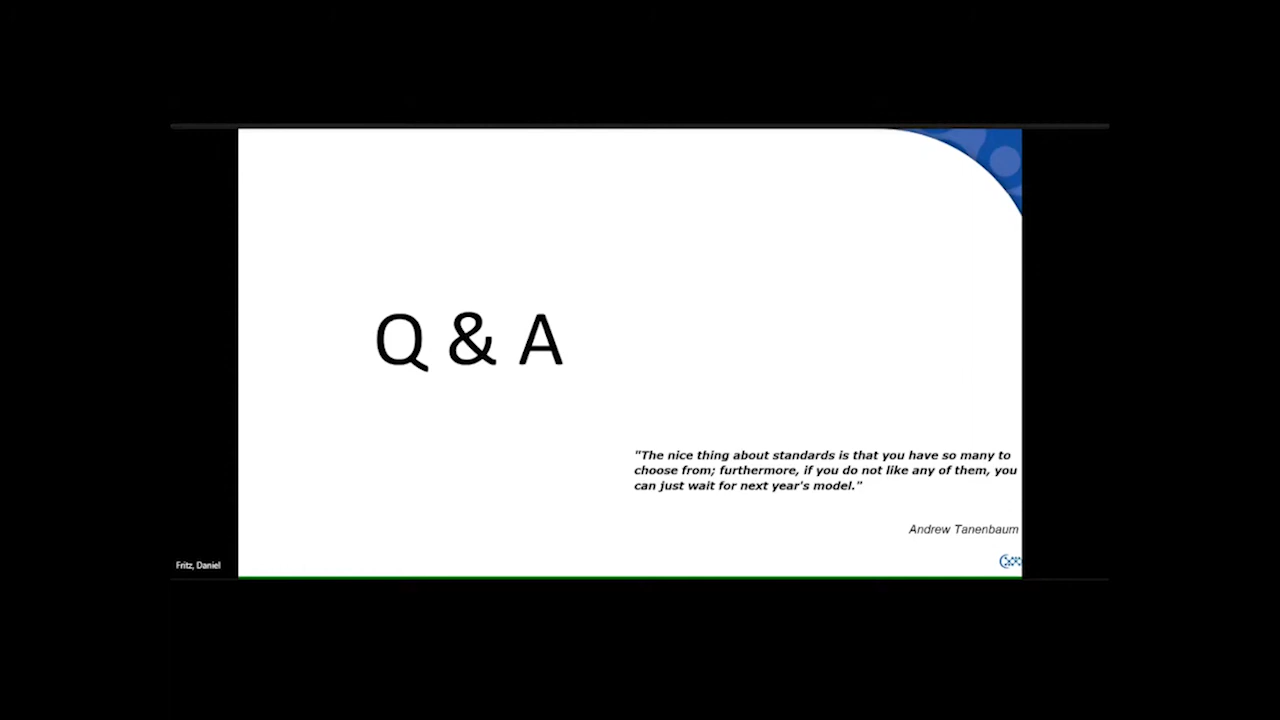 Q & A
"The nice thing about standards is that you have so many to
choose from; furthermore, if you do not like any of them, you
can just wait for next year's model."
Andrew Tanenbaum
Fritz, Daniel